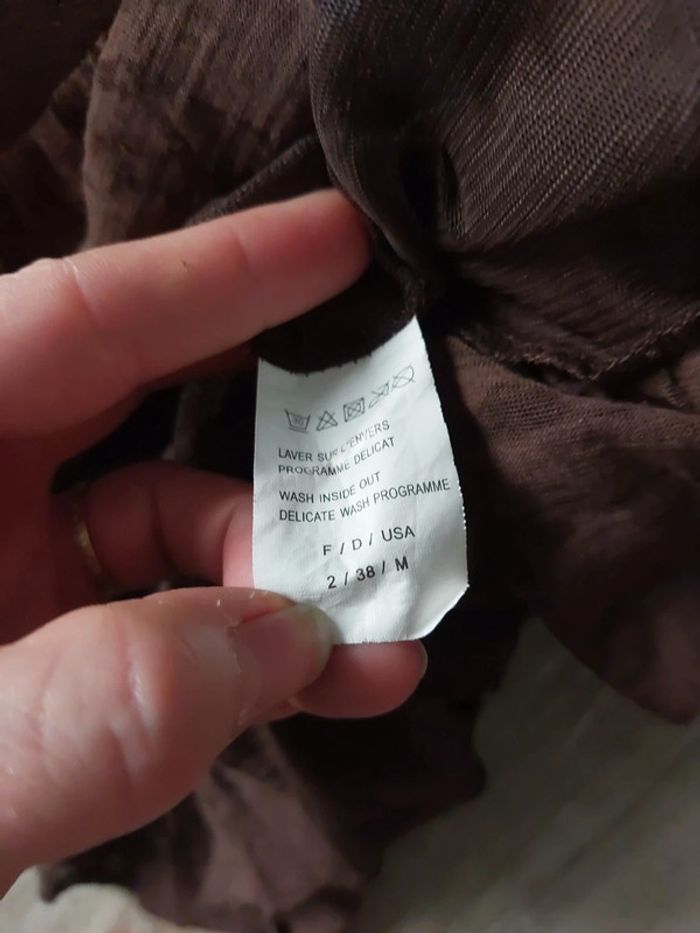 LAVER SUR L'ENVERS
PROGRAMME DELICAT
WASH INSIDE OUT
DELICATE WASH PROGRAMME
F / D / USA
2 / 38 / M